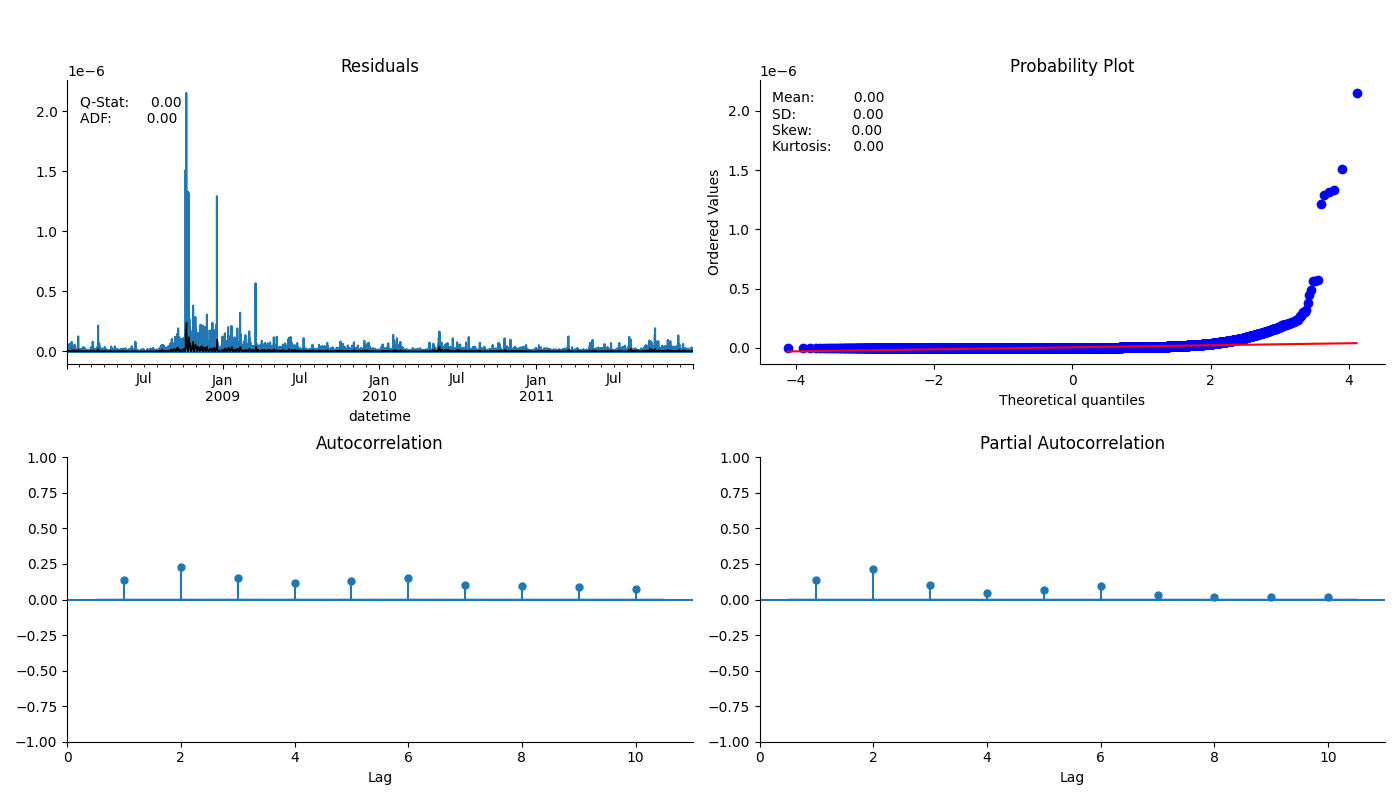 Residuals
1e−6
Q-Stat: 0.00
ADF: 0.00
2.0
1.5
1.0
0.5
0.0
Jul Jan Jul Jan Jul Jan Jul
2009 2010 2011
datetime
Probability Plot
1e−6
Mean: 0.00
SD: 0.00
Skew: 0.00
Kurtosis: 0.00
Ordered Values
2.0
1.5
1.0
0.5
0.0
−4 −2 0 2 4
Theoretical quantiles
Autocorrelation
1.00
0.75
0.50
0.25
0.00
−0.25
−0.50
−0.75
−1.00
0 2 4 6 8 10
Lag
Partial Autocorrelation
1.00
0.75
0.50
0.25
0.00
−0.25
−0.50
−0.75
−1.00
0 2 4 6 8 10
Lag